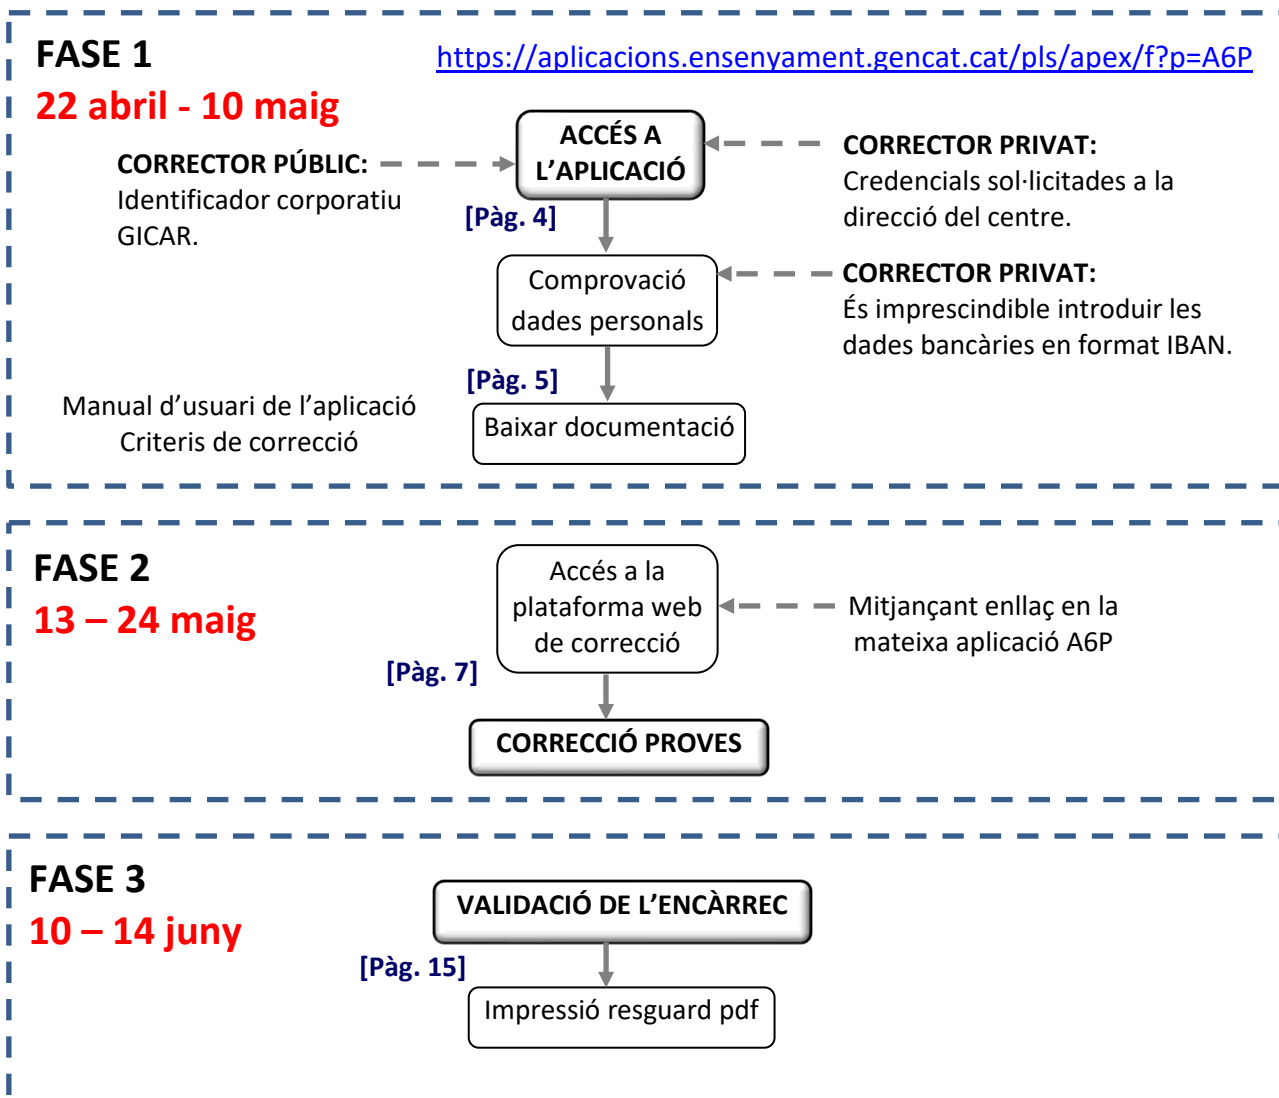 FASE 1
https://aplicacions.ensenyament.gencat.cat/pls/apex/f?p=A6P
22 abril - 10 maig
ACCÉS A
L’APLICACIÓ
CORRECTOR PÚBLIC:
Identificador corporatiu
GICAR.
CORRECTOR PRIVAT:
Credencials sol·licitades a la
direcció del centre.
[Pàg. 4]
Comprovació
dades personals
CORRECTOR PRIVAT:
És imprescindible introduir les
dades bancàries en format IBAN.
[Pàg. 5]
Manual d’usuari de l’aplicació
Criteris de correcció
Baixar documentació
FASE 2
13 – 24 maig
Accés a la
plataforma web
de correcció
Mitjançant enllaç en la
mateixa aplicació A6P
[Pàg. 7]
CORRECCIÓ PROVES
FASE 3
10 – 14 juny
VALIDACIÓ DE L’ENCÀRREC
[Pàg. 15]
Impressió resguard pdf